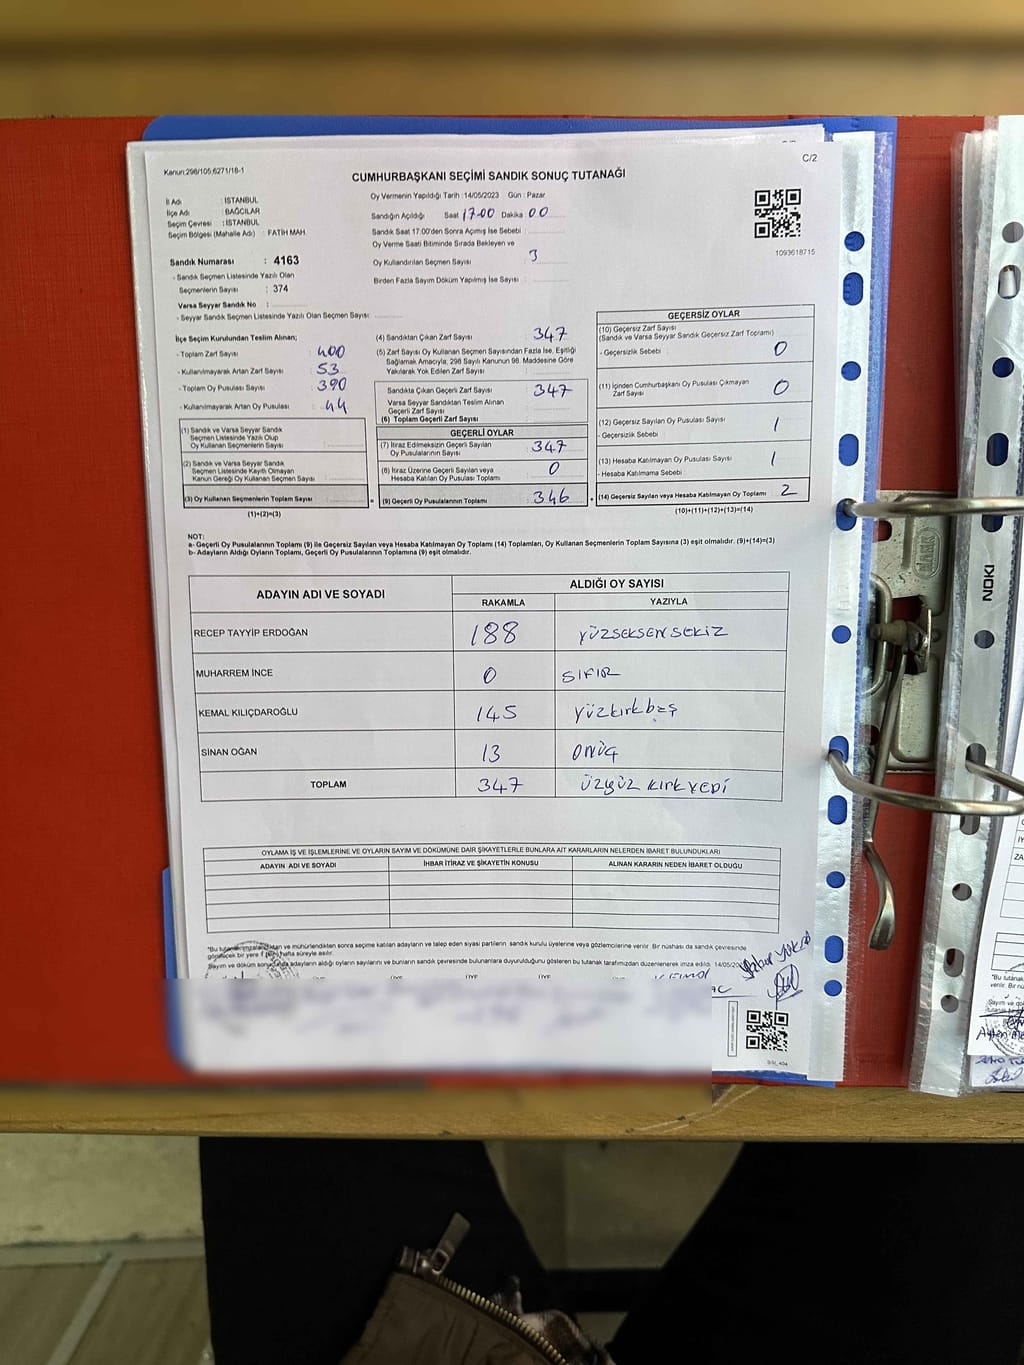 C/2
Kanun:298/105,6271/18-1
CUMHURBAŞKANI SEÇİMİ SANDIK SONUÇ TUTANAĞI
İl Adı : İSTANBUL
İlçe Adı : BAĞCILAR
Seçim Çevresi : İSTANBUL
Seçim Bölgesi (Mahalle Adı) : FATİH MAH.
Sandık Numarası : 4163
- Sandık Seçmen Listesinde Yazılı Olan
Seçmenlerin Sayısı : 374
Varsa Seyyar Sandık No :
- Seyyar Sandık Seçmen Listesinde Yazılı Olan Seçmen Sayısı:
Oy Vermenin Yapıldığı Tarih :14/05/2023 Gün : Pazar
Sandığın Açıldığı Saat 17:00 Dakika 00
Sandık Saat 17.00'den Sonra Açımış İse Sebebi :
Oy Verme Saati Bitiminde Sırada Bekleyen ve
Oy Kullandırılan Seçmen Sayısı 3
Birden Fazla Sayım Döküm Yapılmış İse Sayısı :
1093618715
İlçe Seçim Kurulundan Teslim Alınan;
- Toplam Zarf Sayısı : 400
- Kullanılmayarak Artan Zarf Sayısı : 53
- Toplam Oy Pusulası Sayısı : 390
- Kullanılmayarak Artan Oy Pusulası : 44
(1) Sandık ve Varsa Seyyar Sandık
Seçmen Listesinde Yazılı Olup
Oy Kullanan Seçmenlerin Sayısı :
(2) Sandık ve Varsa Seyyar Sandık
Seçmen Listesinde Kayıtlı Olmayan
Kanun Gereği Oy Kullanan Seçmen Sayısı :
(3) Oy Kullanan Seçmenlerin Toplam Sayısı :
(1)+(2)=(3)
(4) Sandıktan Çıkan Zarf Sayısı : 347
(5) Zarf Sayısı Oy Kullanan Seçmen Sayısından Fazla İse, Eşitliği
Sağlamak Amacıyla; 298 Sayılı Kanunun 98. Maddesine Göre
Yakılarak Yok Edilen Zarf Sayısı :
Sandıkta Çıkan Geçerli Zarf Sayısı : 347
Varsa Seyyar Sandıktan Teslim Alınan
Geçerli Zarf Sayısı :
(6) Toplam Geçerli Zarf Sayısı :
GEÇERLİ OYLAR
(7) İtiraz Edilmeksizin Geçerli Sayılan
Oy Pusulalarının Sayısı : 347
(8) İtiraz Üzerine Geçerli Sayılan veya
Hesaba Katılan Oy Pusulası Toplamı : 0
= (9) Geçerli Oy Pusulalarının Toplamı : 346
GEÇERSİZ OYLAR
(10) Geçersiz Zarf Sayısı
(Sandık ve Varsa Seyyar Sandık Geçersiz Zarf Toplamı)
- Geçersizlik Sebebi : 0
(11) İçinden Cumhurbaşkanı Oy Pusulası Çıkmayan
Zarf Sayısı : 0
(12) Geçersiz Sayılan Oy Pusulası Sayısı : 1
- Geçersizlik Sebebi :
(13) Hesaba Katılmayan Oy Pusulası Sayısı : 1
- Hesaba Katılmama Sebebi :
+ (14) Geçersiz Sayılan veya Hesaba Katılmayan Oy Toplamı : 2
(10)+(11)+(12)+(13)=(14)
NOT:
a- Geçerli Oy Pusulalarının Toplamı (9) ile Geçersiz Sayılan veya Hesaba Katılmayan Oy Toplamı (14) Toplamları, Oy Kullanan Seçmenlerin Toplam Sayısına (3) eşit olmalıdır. (9)+(14)=(3)
b- Adayların Aldığı Oyların Toplamı, Geçerli Oy Pusulalarının Toplamına (9) eşit olmalıdır.
ADAYIN ADI VE SOYADI
ALDIĞI OY SAYISI
RAKAMLA YAZIYLA
RECEP TAYYİP ERDOĞAN 188 YÜZSEKSENSEKİZ
MUHARREM İNCE 0 SIFIR
KEMAL KILIÇDAROĞLU 145 yüzkırkbeş
SİNAN OĞAN 13 ONÜÇ
TOPLAM 347 ÜZYÜZ KIRKYEDİ
OYLAMA İŞ VE İŞLEMLERİNE VE OYLARIN SAYIM VE DÖKÜMÜNE DAİR ŞİKAYETLERLE BUNLARA AİT KARARLARIN NELERDEN İBARET BULUNDUKLARI
ADAYIN ADI VE SOYADI İHBAR İTİRAZ VE ŞİKAYETİN KONUSU ALINAN KARARIN NEDEN İBARET OLDUĞU
ve mühürlendikten sonra seçime katılan adayların ve talep eden siyasi partilerin sandık kurulu üyelerine veya gözlemcilerine verilir. Bir nüshası da sandık çevresinde
hafta süreyle asılır.
Sayım ve döküm adayların aldığı oyların sayılarını ve bunların sandık çevresinde bulunanlara duyurulduğunu gösteren bu tutanak tarafımızdan düzenlenerek imza edildi. 14/05/20
ÜYE ÜYE ÜYE
NOKI